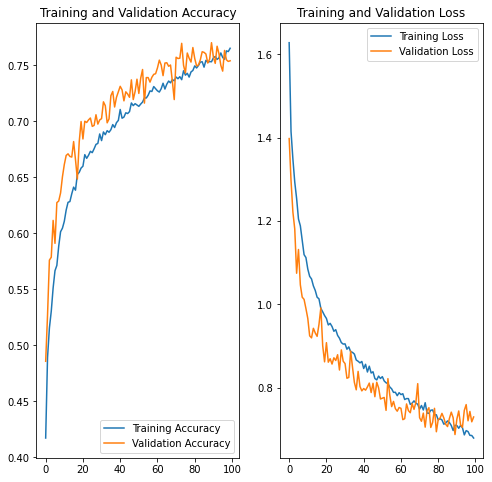 Training and Validation Accuracy
0.75
0.70
0.65
0.60
0.55
0.50
0.45
0.40
0 20 40 60 80 100
Training Accuracy
Validation Accuracy
Training and Validation Loss
1.6
1.4
1.2
1.0
0.8
0 20 40 60 80 100
Training Loss
Validation Loss